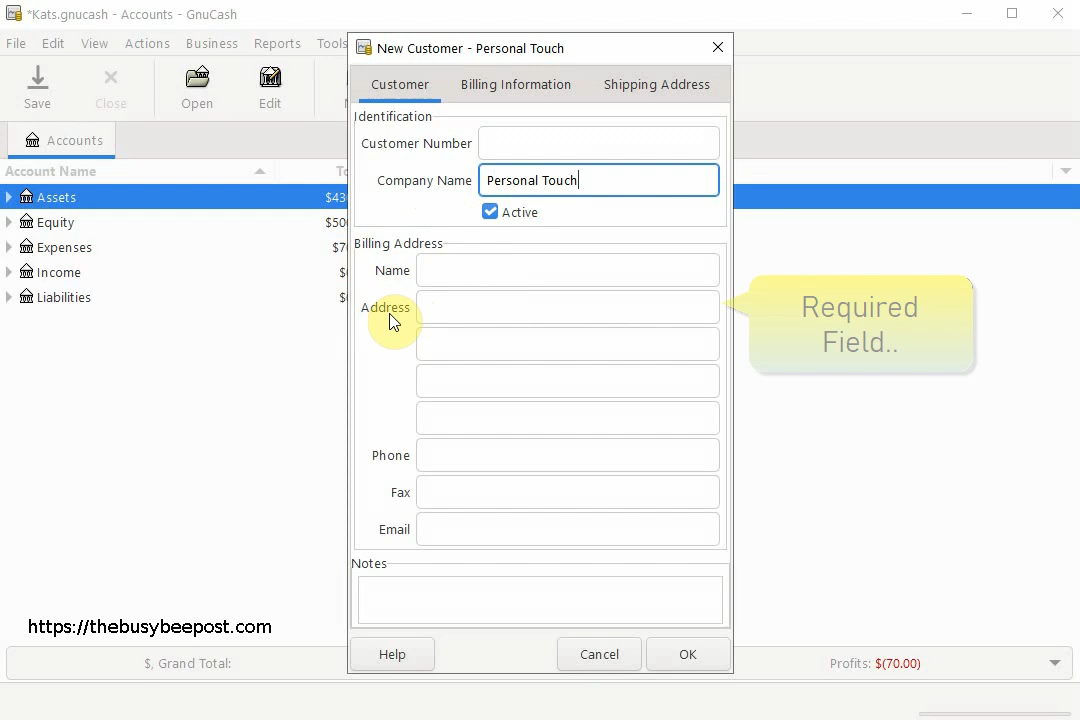 *Kats.gnucash - Accounts - GnuCash
File Edit View Actions Business Reports Tools
Save Close Open Edit
Accounts
Account Name
Assets $43
Equity $50
Expenses $7
Income
Liabilities
New Customer - Personal Touch
Customer Billing Information Shipping Address
Identification
Customer Number
Company Name Personal Touch
Active
Billing Address
Name
Address
Phone
Fax
Email
Notes
Help Cancel OK
Required
Field..
https://thebusybeepost.com
$, Grand Total: Profits: $(70.00)